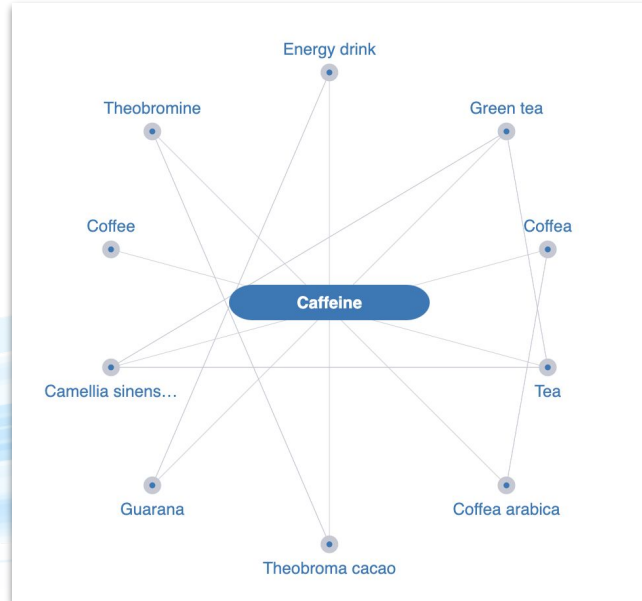 Energy drink
Theobromine
Green tea
Coffee
Coffea
Caffeine
Camellia sinens…
Tea
Guarana
Coffea arabica
Theobroma cacao